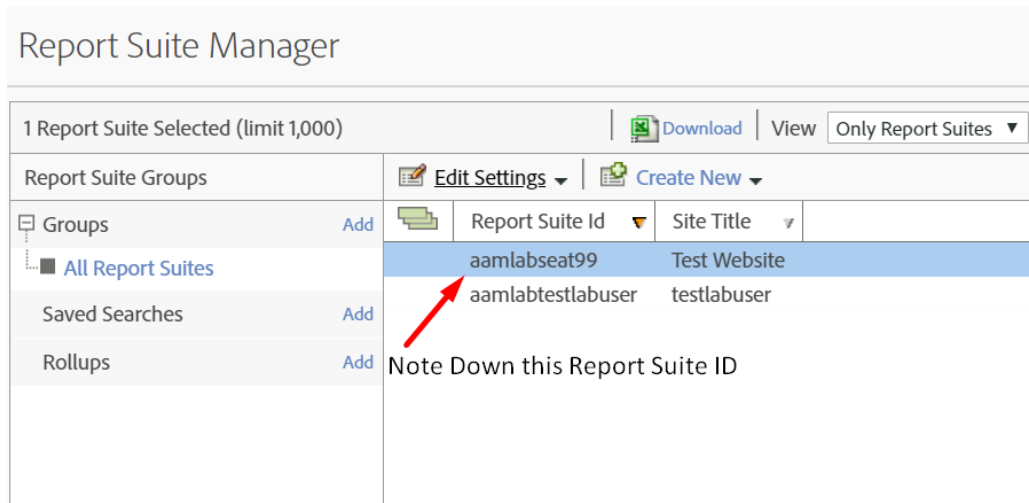 Report Suite Manager
1 Report Suite Selected (limit 1,000) Download View Only Report Suites
Report Suite Groups Edit Settings Create New
Groups Add Report Suite Id Site Title
All Report Suites aamlabseat99 Test Website
aamlabtestlabuser testlabuser
Saved Searches Add
Rollups Add Note Down this Report Suite ID